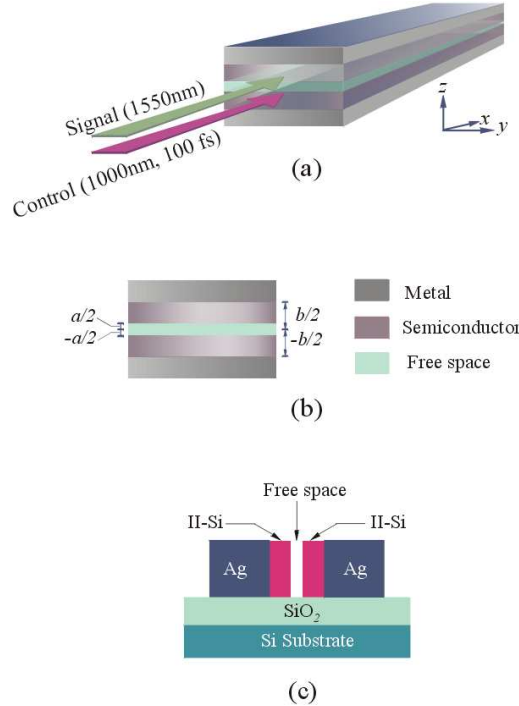 Signal (1550nm)
Control (1000nm, 100 fs)
z
x
y
(a)
a/2
-a/2
b/2
-b/2
Metal
Semiconductor
Free space
(b)
Free space
II-Si
II-Si
Ag
Ag
SiO2
Si Substrate
(c)